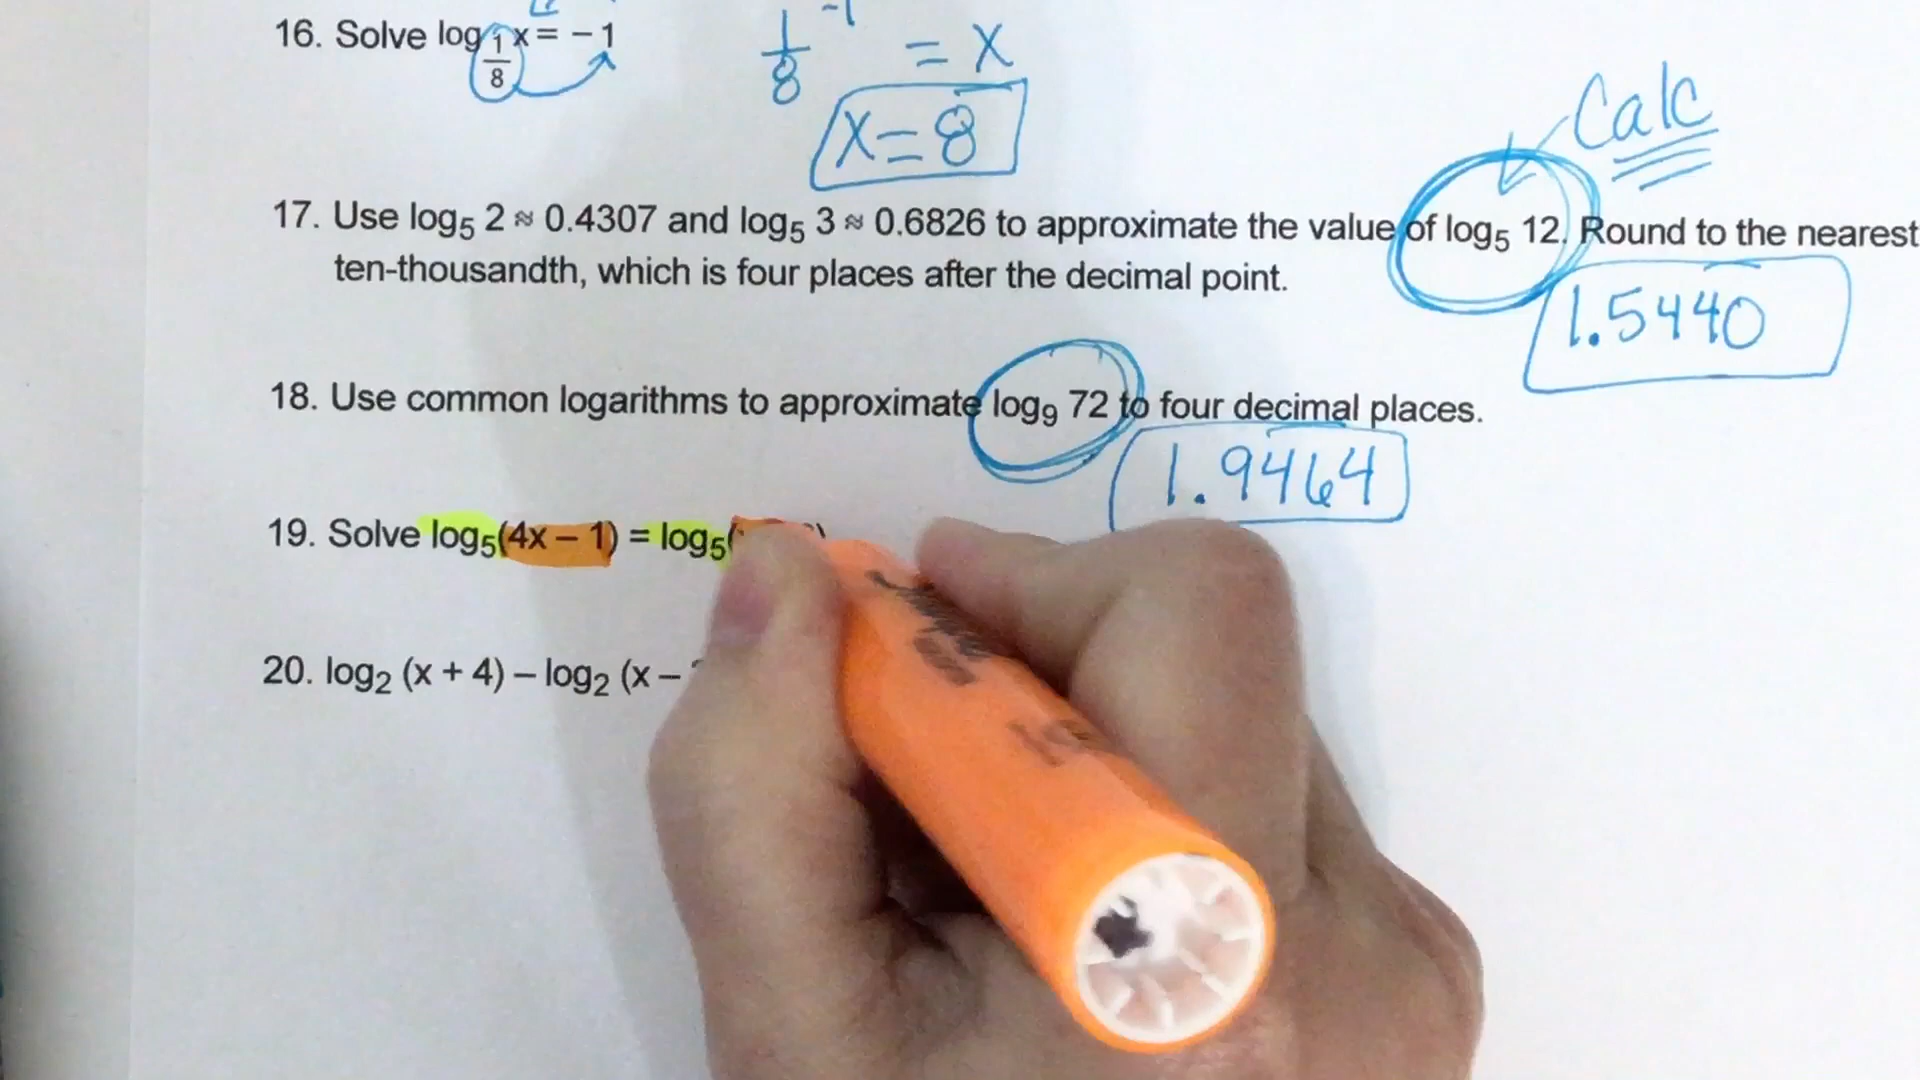 16. Solve log 1/8 x = – 1
1/8 -1 = x
x = 8
Calc
17. Use log5 2 ≈ 0.4307 and log5 3 ≈ 0.6826 to approximate the value of log5 12. Round to the nearest
ten-thousandth, which is four places after the decimal point.
1.5440
18. Use common logarithms to approximate log9 72 to four decimal places.
1.9464
19. Solve log5(4x – 1) = log5(
20. log2 (x + 4) – log2 (x –